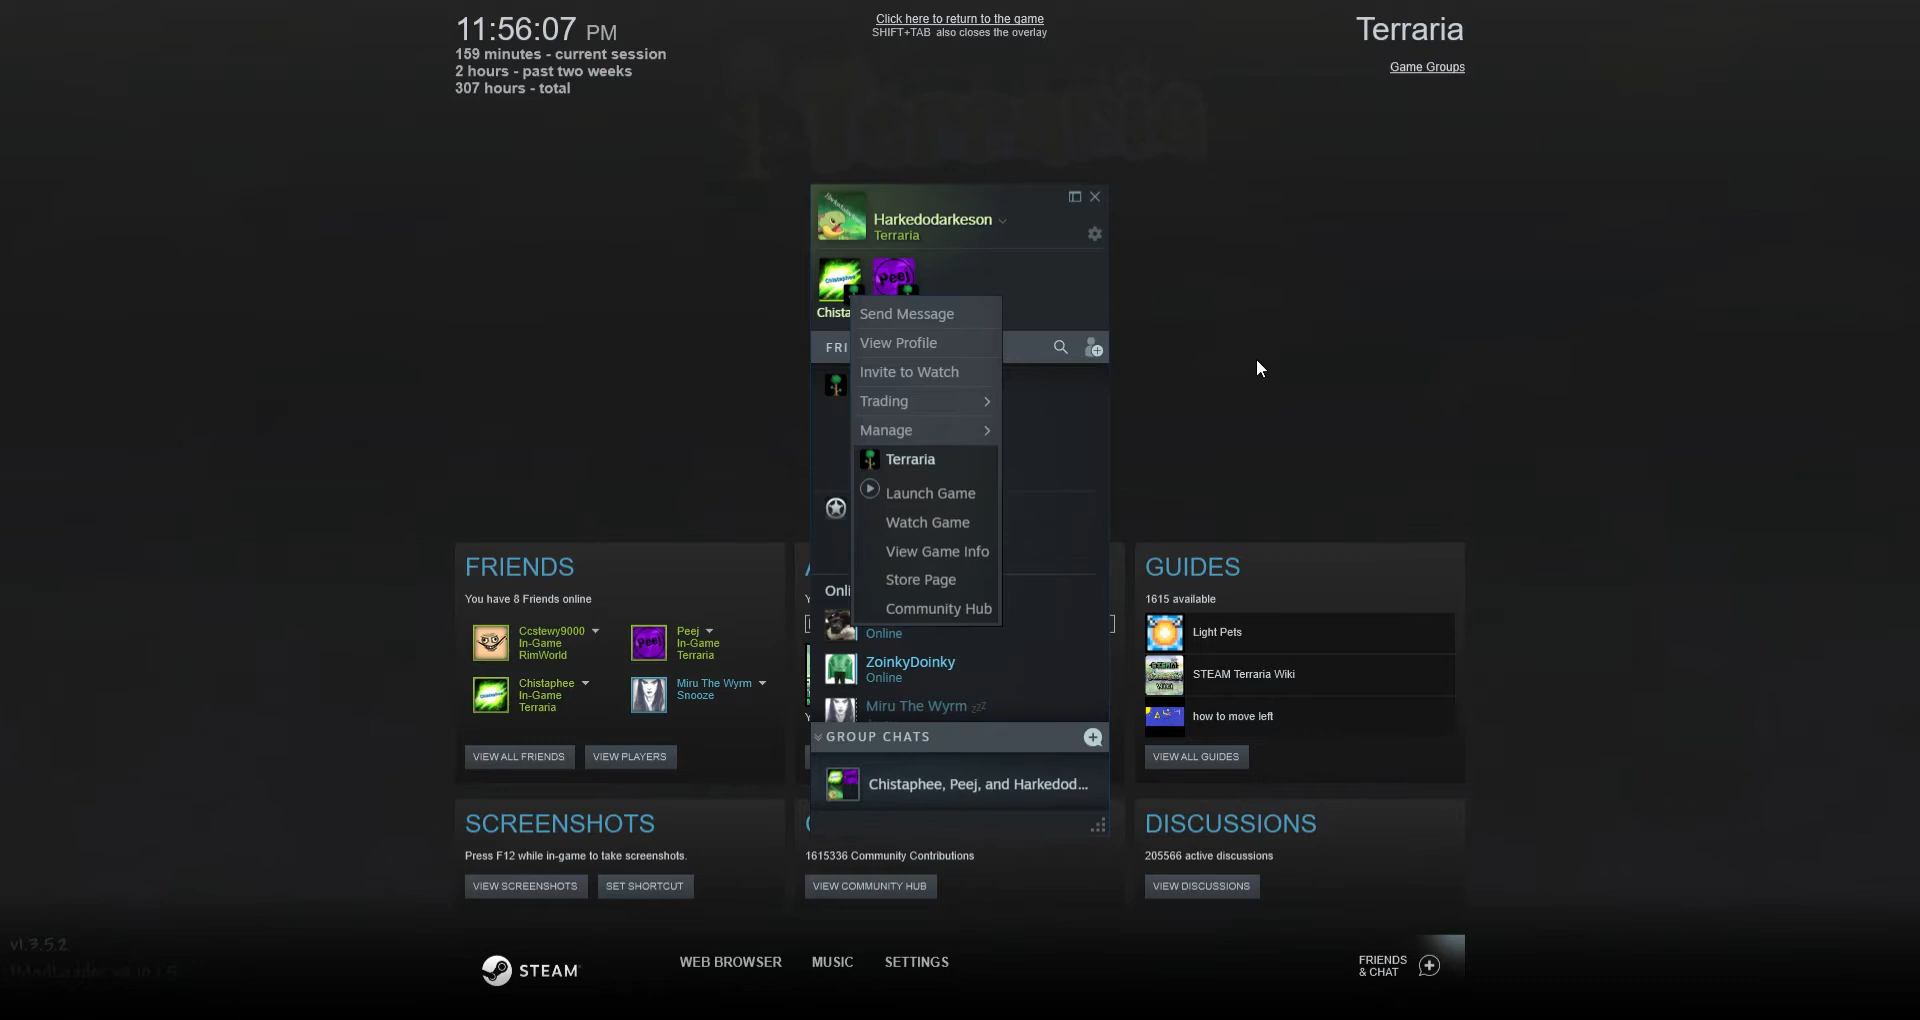 11:56:07 PM
159 minutes - current session
2 hours - past two weeks
307 hours - total
Click here to return to the game
SHIFT+TAB also closes the overlay
Terraria
Game Groups
Harkedodarkeson
Terraria
Chistaphee
Peej
Chista
Send Message
FRI
View Profile
Invite to Watch
Trading
Manage
Terraria
Launch Game
Watch Game
View Game Info
Store Page
Community Hub
Onli
Online
ZoinkyDoinky
Online
Miru The Wyrm zzz
GROUP CHATS
Chistaphee, Peej, and Harkedod...
FRIENDS
You have 8 Friends online
Ccstewy9000
In-Game
RimWorld
Peej
In-Game
Terraria
Chistaphee
In-Game
Terraria
Miru The Wyrm
Snooze
VIEW ALL FRIENDS
VIEW PLAYERS
GUIDES
1615 available
Light Pets
STEAM Terraria Wiki
how to move left
VIEW ALL GUIDES
SCREENSHOTS
Press F12 while in-game to take screenshots.
VIEW SCREENSHOTS
SET SHORTCUT
1615336 Community Contributions
VIEW COMMUNITY HUB
DISCUSSIONS
205566 active discussions
VIEW DISCUSSIONS
v1.3.5.2
STEAM
WEB BROWSER
MUSIC
SETTINGS
FRIENDS
& CHAT